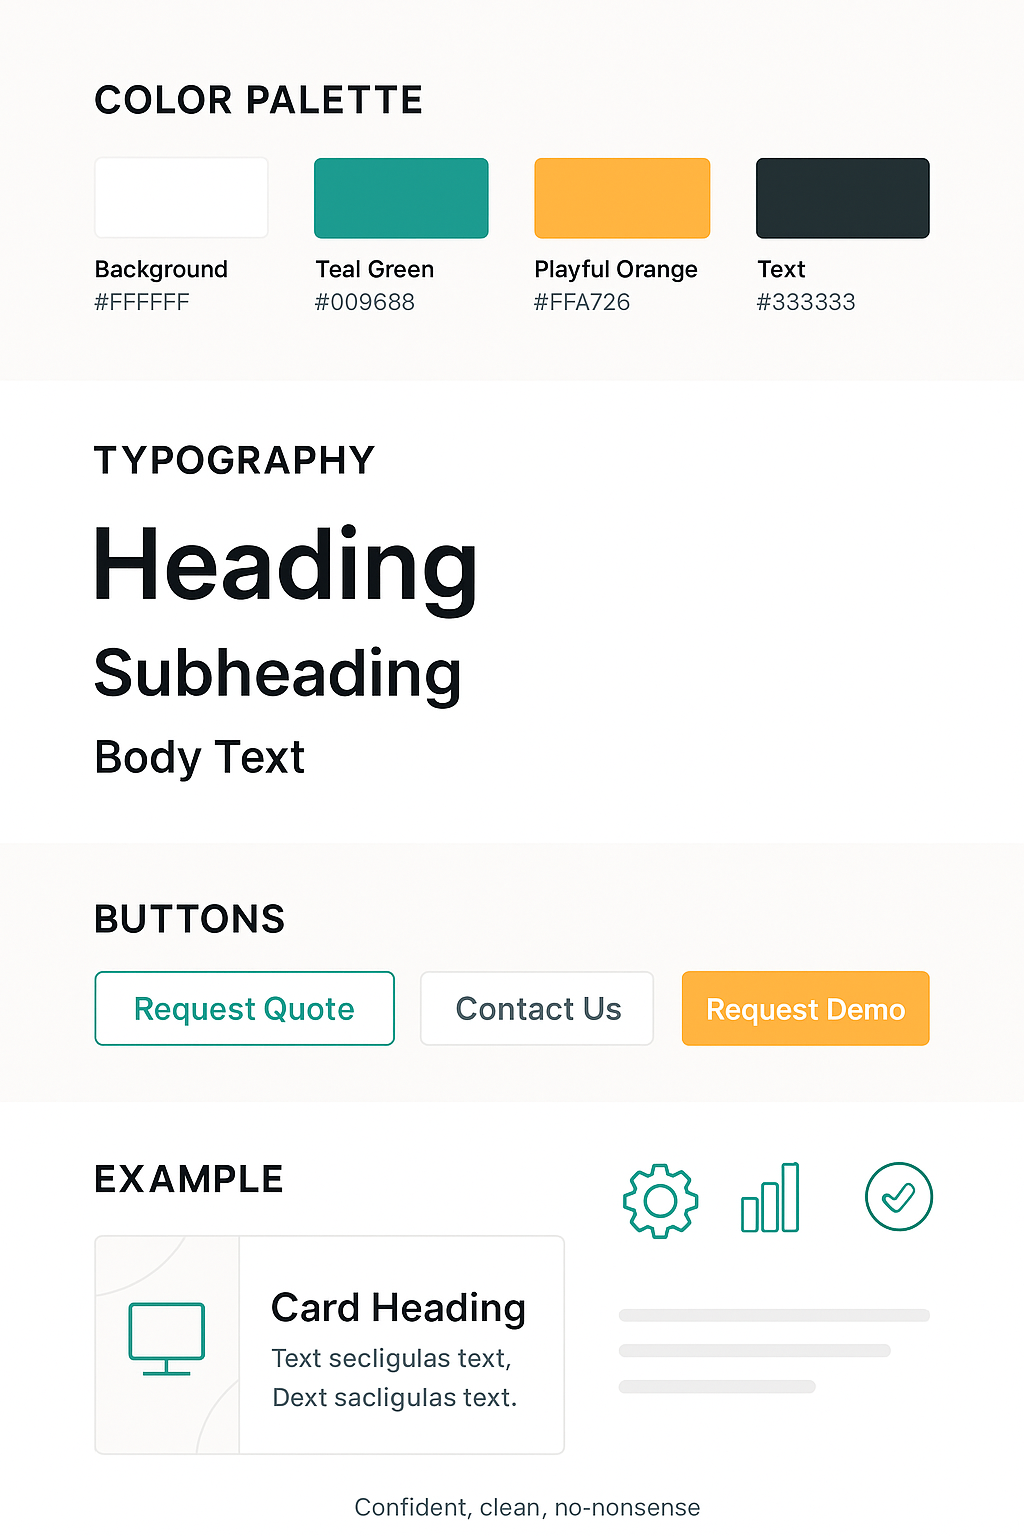 COLOR PALETTE
Background
#FFFFFF
Teal Green
#009688
Playful Orange
#FFA726
Text
#333333
TYPOGRAPHY
Heading
Subheading
Body Text
BUTTONS
Request Quote
Contact Us
Request Demo
EXAMPLE
Card Heading
Text secligulas text,
Dext sacligulas text.
Confident, clean, no-nonsense